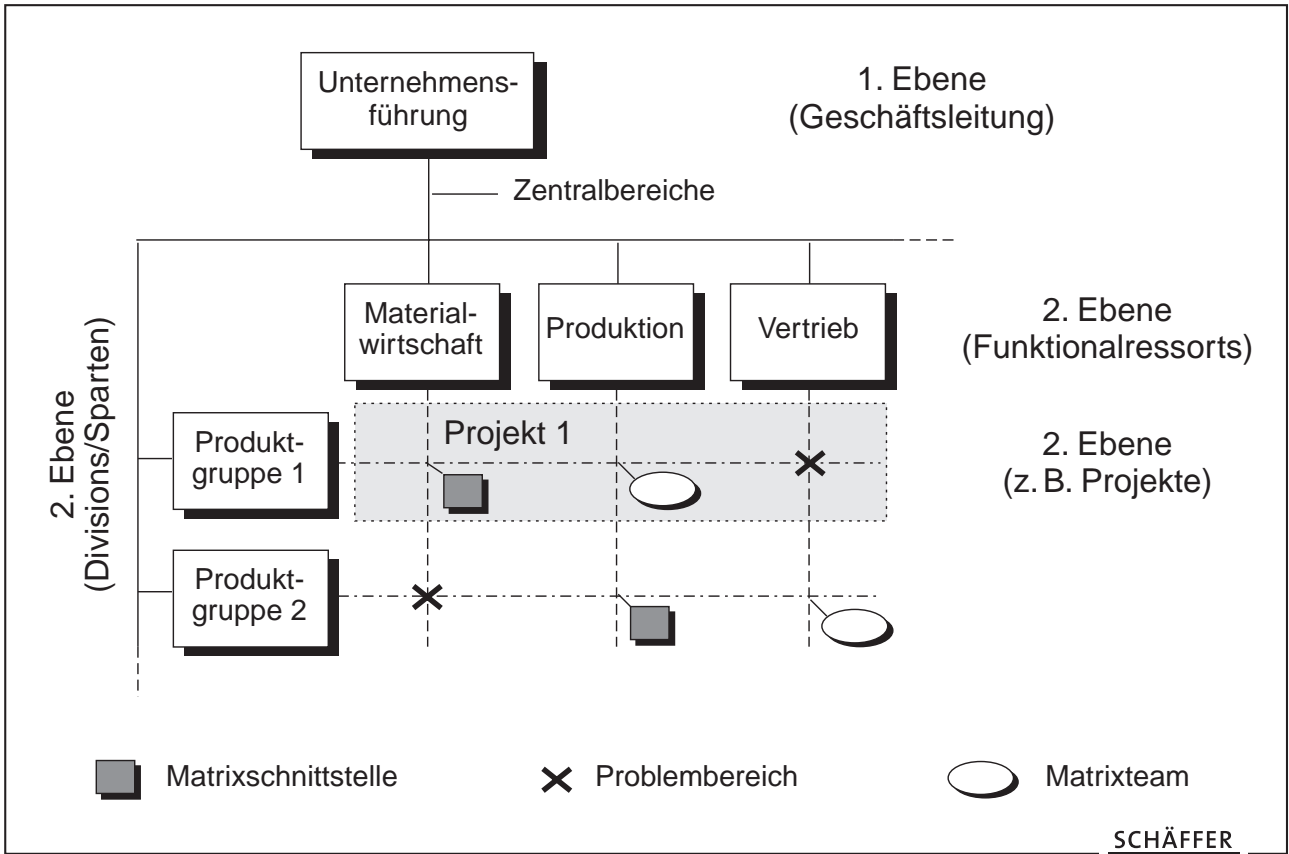 Unternehmens-
führung
1. Ebene
(Geschäftsleitung)
Zentralbereiche
Material-
wirtschaft
Produktion
Vertrieb
2. Ebene
(Funktionalressorts)
2. Ebene
(Divisions/Sparten)
Produkt-
gruppe 1
Projekt 1
2. Ebene
(z. B. Projekte)
Produkt-
gruppe 2
Matrixschnittstelle
Problembereich
Matrixteam
SCHÄFFER